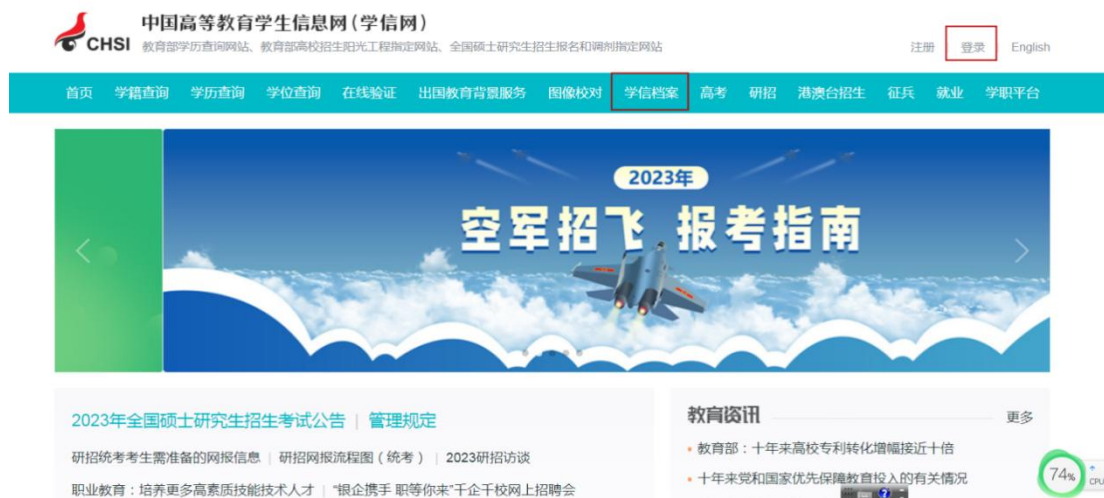 中国高等教育学生信息网(学信网)
CHSI 教育部学历查询网站、教育部高校招生阳光工程指定网站、全国硕士研究生招生报名和调剂指定网站
注册 登录 English
首页 学籍查询 学历查询 学位查询 在线验证 出国教育背景服务 图像校对 学信档案 高考 研招 港澳台招生 征兵 就业 学职平台
2023年
空军招飞 报考指南
2023年全国硕士研究生招生考试公告 | 管理规定
研招统考考生需准备的网报信息 | 研招网报流程图(统考) | 2023研招访谈
职业教育:培养更多高素质技能技术人才 | "银企携手 职等你来"千企千校网上招聘会
教育资讯 更多
教育部:十年来高校专利转化增幅接近十倍
十年来党和国家优先保障教育投入的有关情况
74%
CPU